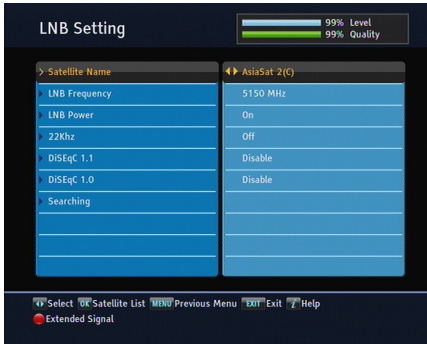 LNB Setting
99% Level
99% Quality
Satellite Name AsiaSat 2(C)
LNB Frequency 5150 MHz
LNB Power On
22Khz Off
DiSEqC 1.1 Disable
DiSEqC 1.0 Disable
Searching
Select OK Satellite List MENU Previous Menu EXIT Exit i Help
Extended Signal